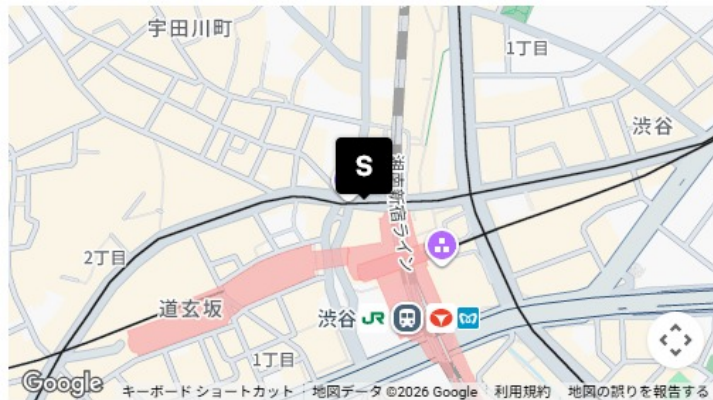 宇田川町
1丁目
渋谷
S
湘南新宿ライン
2丁目
道玄坂
渋谷 JR
1丁目
Google
キーボード ショートカット 地図データ ©2026 Google 利用規約 地図の誤りを報告する